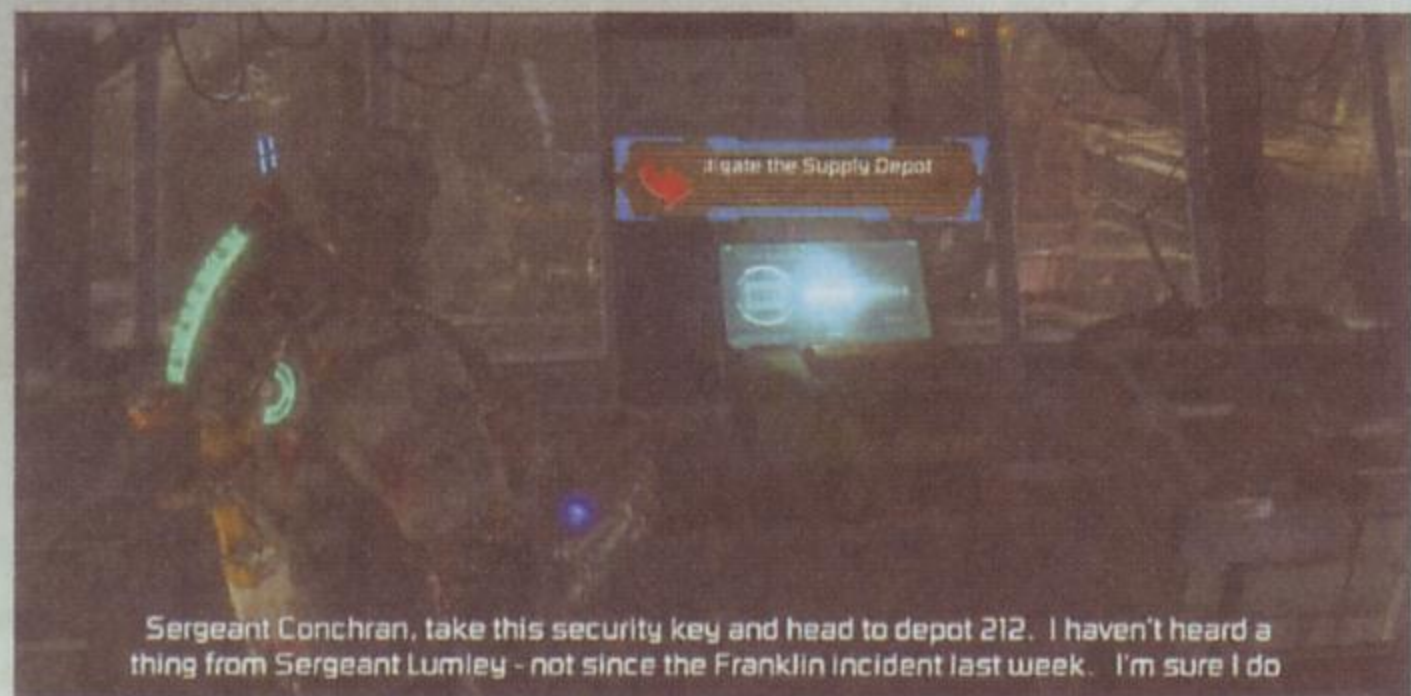 the Supply Depot
Sergeant Conchran, take this security key and head to depot 212. I haven't heard a
thing from Sergeant Lumley - not since the Franklin incident last week. I'm sure I do